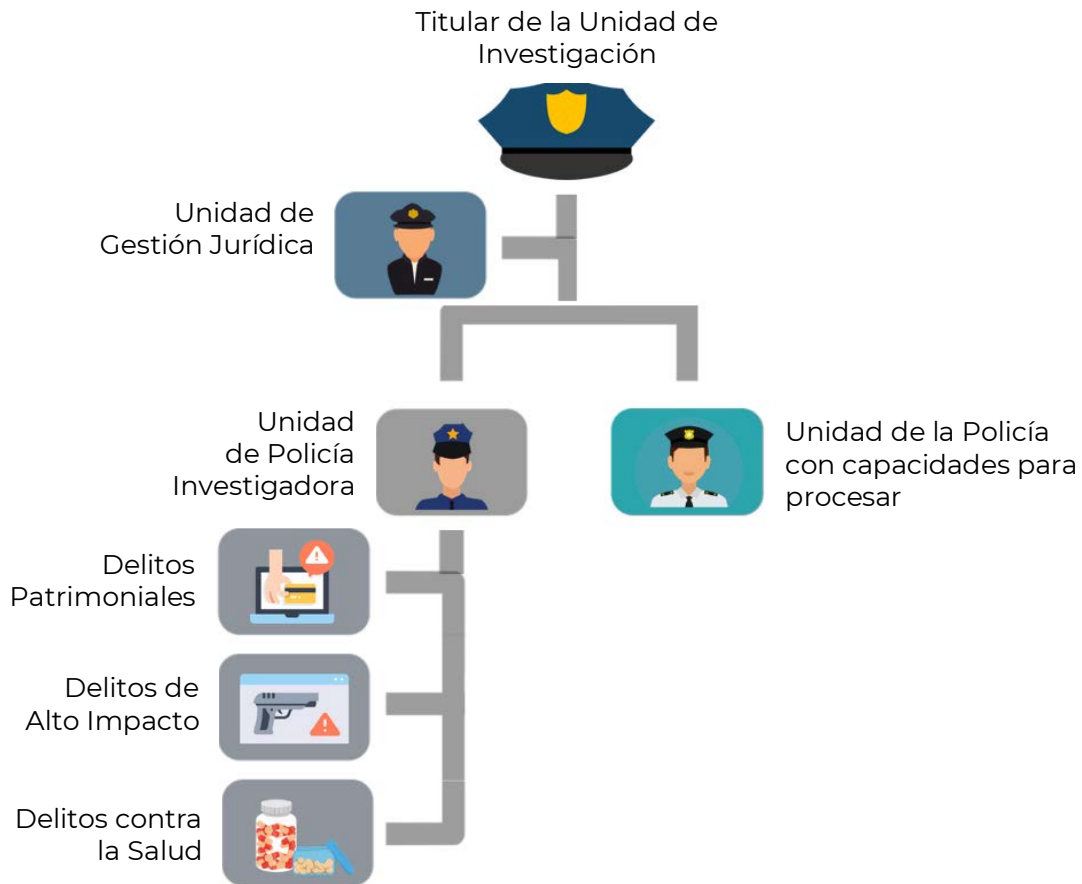 Titular de la Unidad de
Investigación
Unidad de
Gestión Jurídica
Unidad
de Policía
Investigadora
Unidad de la Policía
con capacidades para
procesar
Delitos
Patrimoniales
Delitos de
Alto Impacto
Delitos contra
la Salud